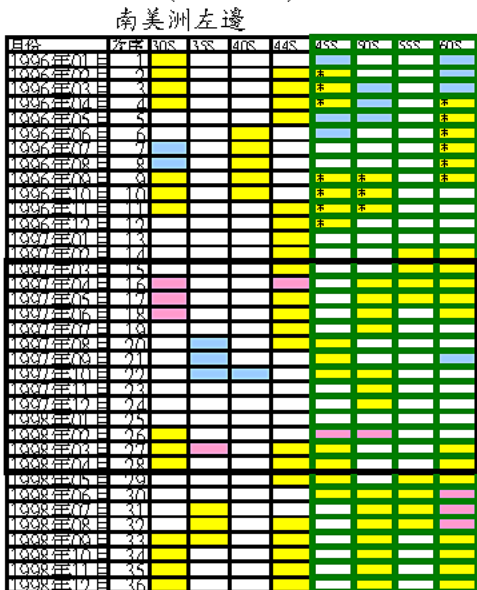 南美洲左邊
月份 次序 30S 35S 40S 44S 45S 50S 55S 60S
1996年01月 1
1996年02月 2 * 
1996年03月 3 *
1996年04月 4 * *
1996年05月 5 *
1996年06月 6 *
1996年07月 7 *
1996年08月 8 *
1996年09月 9 * * *
1996年10月 10 * *
1996年11月 11 * *
1996年12月 12 *
1997年01月 13
1997年02月 14
1997年03月 15
1997年04月 16
1997年05月 17
1997年06月 18
1997年07月 19
1997年08月 20
1997年09月 21
1997年10月 22
1997年11月 23
1997年12月 24
1998年01月 25
1998年02月 26
1998年03月 27
1998年04月 28
1998年05月 29
1998年06月 30
1998年07月 31
1998年08月 32
1998年09月 33
1998年10月 34
1998年11月 35
1998年12月 36